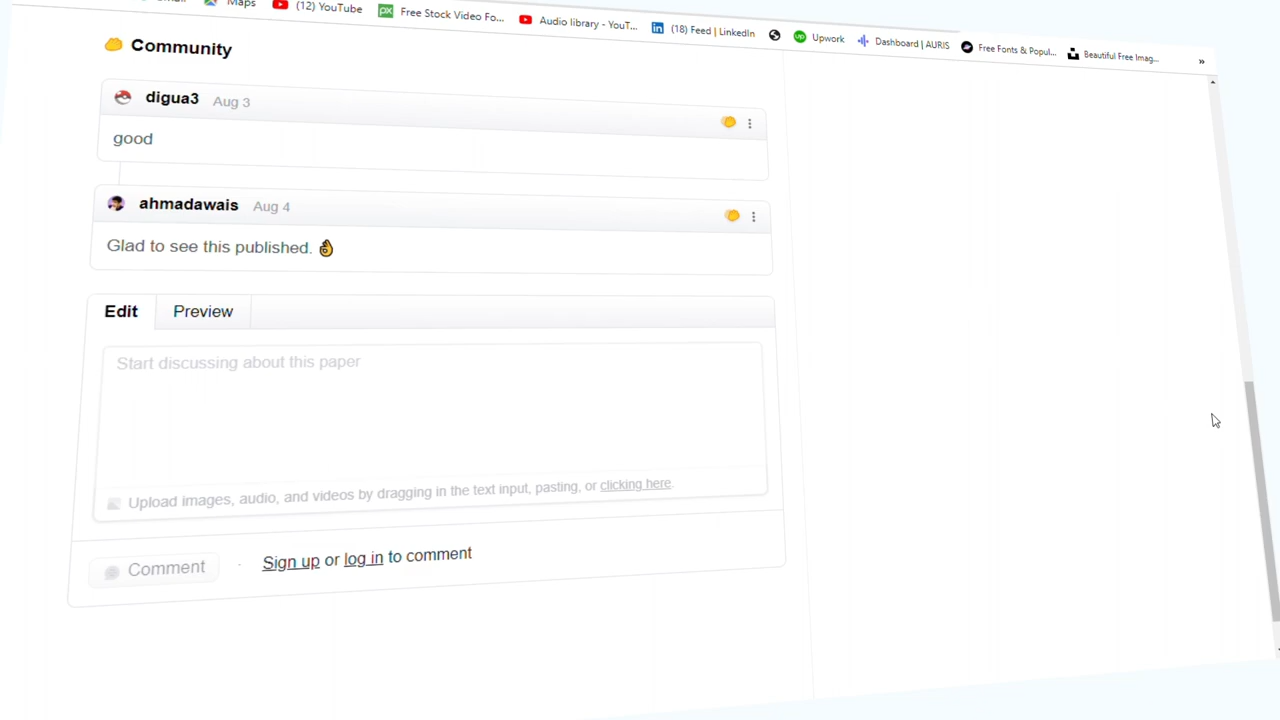 Maps
(12) YouTube
Free Stock Video Fo...
Audio library - YouT...
(18) Feed | LinkedIn
Upwork
Dashboard | AURIS
Free Fonts & Popul...
Beautiful Free Imag...
»
Community
digua3 Aug 3
good
ahmadawais Aug 4
Glad to see this published. 👌
Edit Preview
Start discussing about this paper
Upload images, audio, and videos by dragging in the text input, pasting, or clicking here.
Comment · Sign up or log in to comment